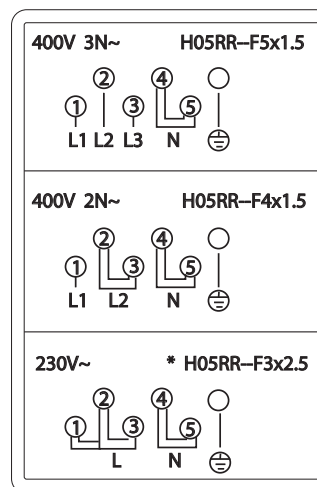 400V 3N~ H05RR--F5x1.5
2 4
1 3 5
L1 L2 L3 N
400V 2N~ H05RR--F4x1.5
2 4
1 3 5
L1 L2 N
230V~ * H05RR--F3x2.5
2 4
1 3 5
L N